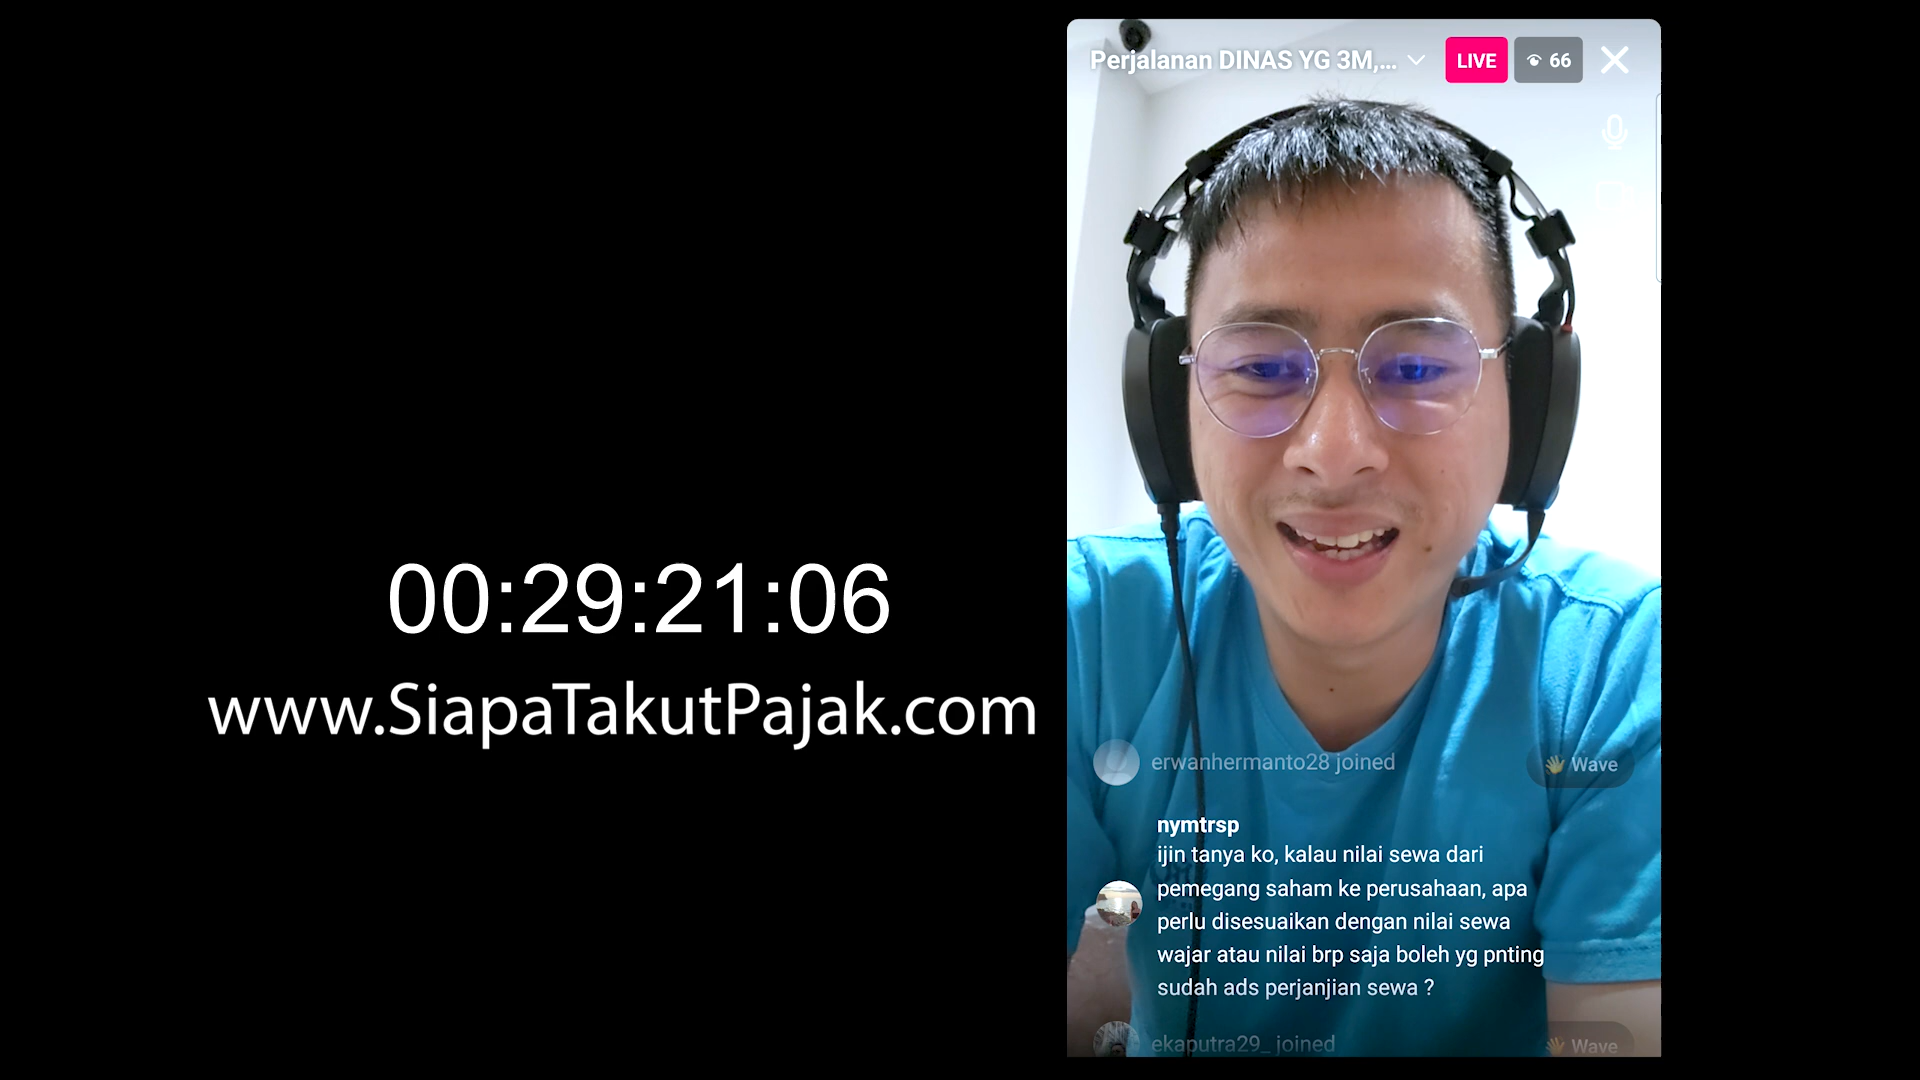 Perjalanan DINAS YG 3M,...
LIVE
66
00:29:21:06
www.SiapaTakutPajak.com
erwanhermanto28 joined
Wave
nymtrsp
ijin tanya ko, kalau nilai sewa dari
pemegang saham ke perusahaan, apa
perlu disesuaikan dengan nilai sewa
wajar atau nilai brp saja boleh yg pnting
sudah ads perjanjian sewa ?
ekaputra29_ joined
Wave